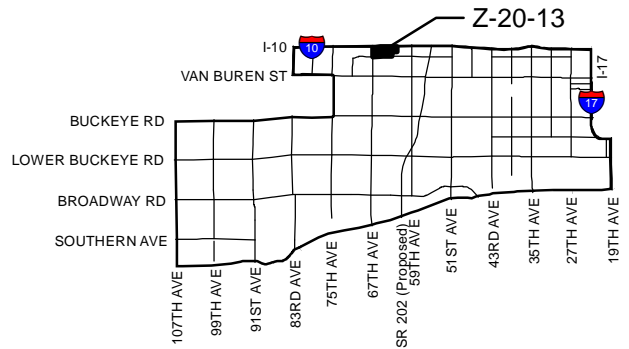 Z-20-13
I-10
10
I-17
VAN BUREN ST
17
BUCKEYE RD
LOWER BUCKEYE RD
BROADWAY RD
SOUTHERN AVE
107TH AVE
99TH AVE
91ST AVE
83RD AVE
75TH AVE
67TH AVE
SR 202 (Proposed)
59TH AVE
51ST AVE
43RD AVE
35TH AVE
27TH AVE
19TH AVE